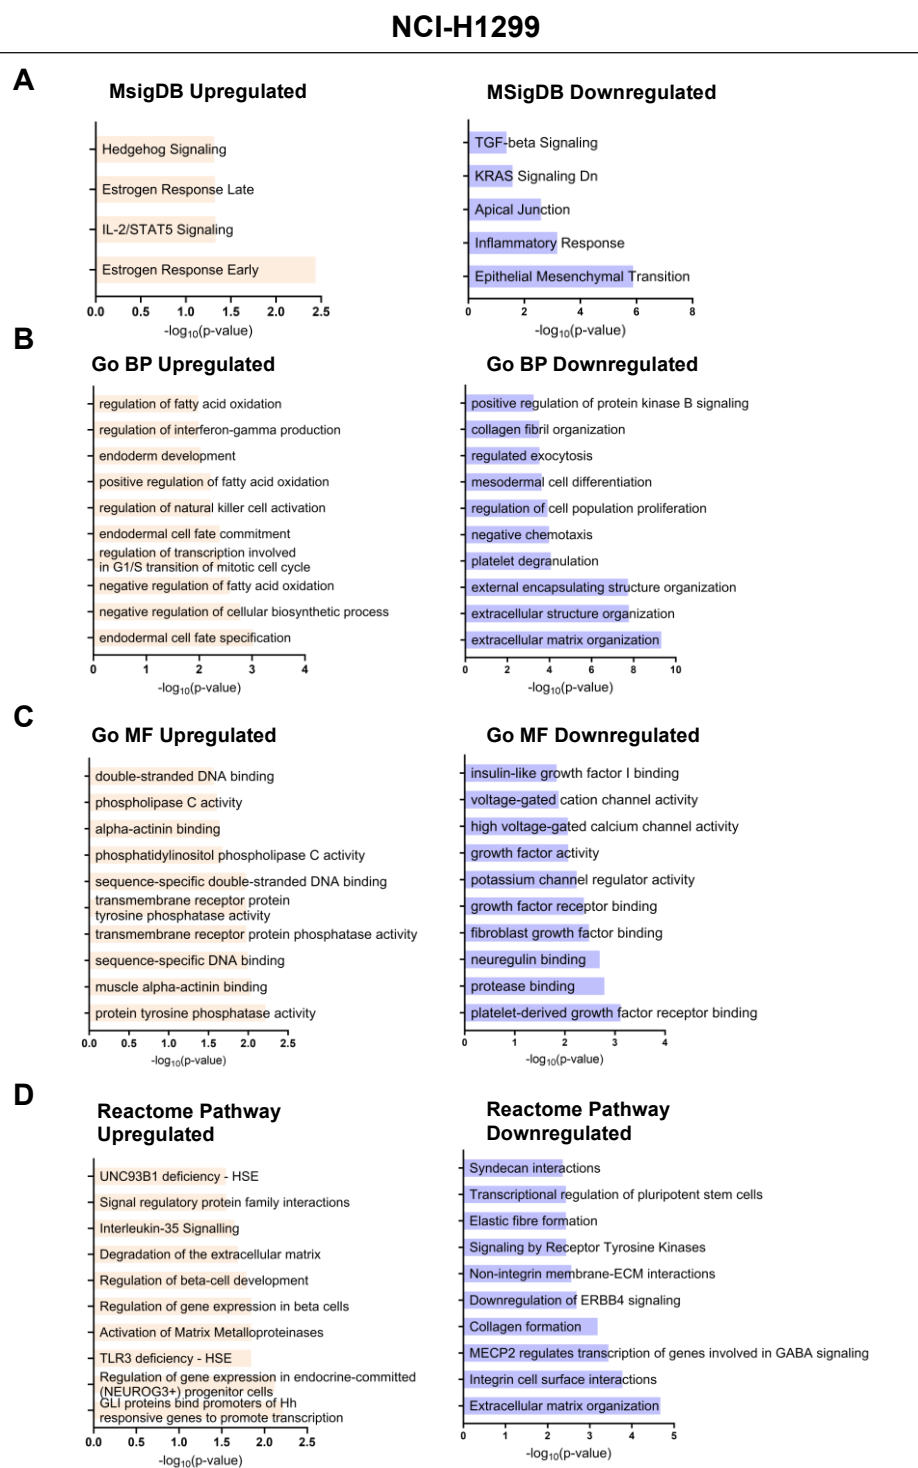 NCI-H1299
A
MsigDB Upregulated
Hedgehog Signaling
Estrogen Response Late
IL-2/STAT5 Signaling
Estrogen Response Early
0.0 0.5 1.0 1.5 2.0 2.5
-log10(p-value)
MSigDB Downregulated
TGF-beta Signaling
KRAS Signaling Dn
Apical Junction
Inflammatory Response
Epithelial Mesenchymal Transition
0 2 4 6 8
-log10(p-value)
B
Go BP Upregulated
regulation of fatty acid oxidation
regulation of interferon-gamma production
endoderm development
positive regulation of fatty acid oxidation
regulation of natural killer cell activation
endodermal cell fate commitment
regulation of transcription involved
in G1/S transition of mitotic cell cycle
negative regulation of fatty acid oxidation
negative regulation of cellular biosynthetic process
endodermal cell fate specification
0 1 2 3 4
-log10(p-value)
Go BP Downregulated
positive regulation of protein kinase B signaling
collagen fibril organization
regulated exocytosis
mesodermal cell differentiation
regulation of cell population proliferation
negative chemotaxis
platelet degranulation
external encapsulating structure organization
extracellular structure organization
extracellular matrix organization
0 2 4 6 8 10
-log10(p-value)
C
Go MF Upregulated
double-stranded DNA binding
phospholipase C activity
alpha-actinin binding
phosphatidylinositol phospholipase C activity
sequence-specific double-stranded DNA binding
transmembrane receptor protein
tyrosine phosphatase activity
transmembrane receptor protein phosphatase activity
sequence-specific DNA binding
muscle alpha-actinin binding
protein tyrosine phosphatase activity
0.0 0.5 1.0 1.5 2.0 2.5
-log10(p-value)
Go MF Downregulated
insulin-like growth factor I binding
voltage-gated cation channel activity
high voltage-gated calcium channel activity
growth factor activity
potassium channel regulator activity
growth factor receptor binding
fibroblast growth factor binding
neuregulin binding
protease binding
platelet-derived growth factor receptor binding
0 1 2 3 4
-log10(p-value)
D
Reactome Pathway
Upregulated
UNC93B1 deficiency - HSE
Signal regulatory protein family interactions
Interleukin-35 Signalling
Degradation of the extracellular matrix
Regulation of beta-cell development
Regulation of gene expression in beta cells
Activation of Matrix Metalloproteinases
TLR3 deficiency - HSE
Regulation of gene expression in endocrine-committed
(NEUROG3+) progenitor cells
GLI proteins bind promoters of Hh
responsive genes to promote transcription
0.0 0.5 1.0 1.5 2.0 2.5
-log10(p-value)
Reactome Pathway
Downregulated
Syndecan interactions
Transcriptional regulation of pluripotent stem cells
Elastic fibre formation
Signaling by Receptor Tyrosine Kinases
Non-integrin membrane-ECM interactions
Downregulation of ERBB4 signaling
Collagen formation
MECP2 regulates transcription of genes involved in GABA signaling
Integrin cell surface interactions
Extracellular matrix organization
0 1 2 3 4 5
-log10(p-value)